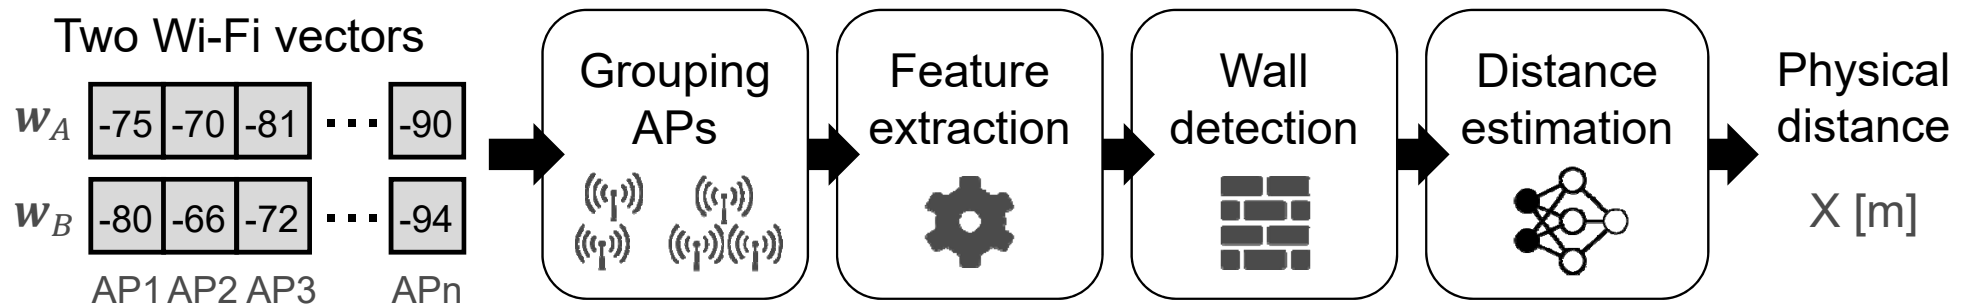 Two Wi-Fi vectors
w_A -75 -70 -81 ··· -90
w_B -80 -66 -72 ··· -94
AP1 AP2 AP3 APn
Grouping
APs
Feature
extraction
Wall
detection
Distance
estimation
Physical
distance
X [m]